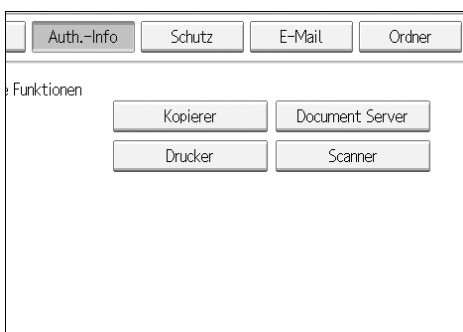 Auth.-Info Schutz E-Mail Ordner
e Funktionen
Kopierer Document Server
Drucker Scanner